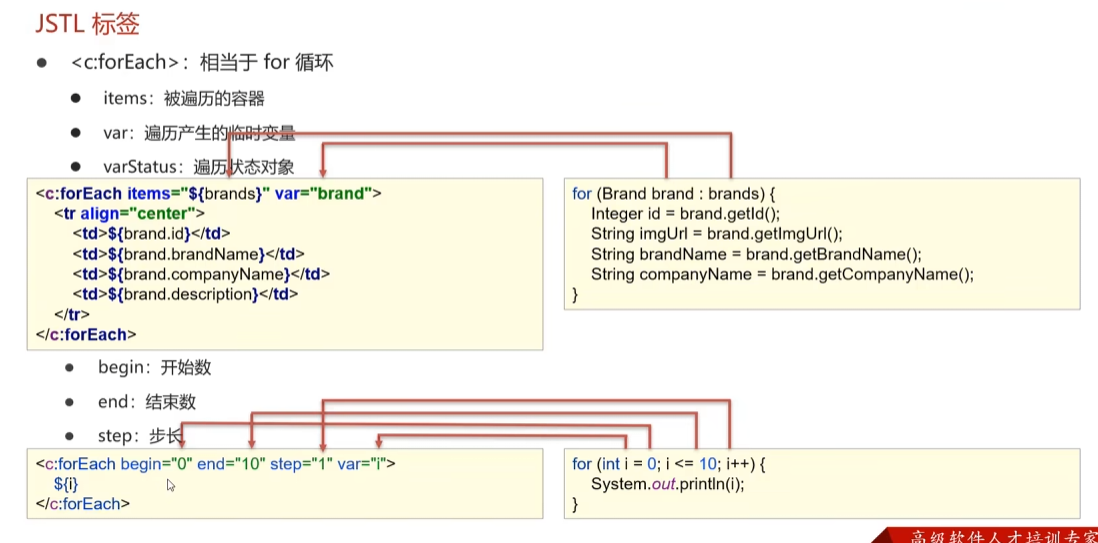 JSTL 标签
● <c:forEach>：相当于 for 循环
● items：被遍历的容器
● var：遍历产生的临时变量
● varStatus：遍历状态对象
<c:forEach items="${brands}" var="brand">
<tr align="center">
<td>${brand.id}</td>
<td>${brand.brandName}</td>
<td>${brand.companyName}</td>
<td>${brand.description}</td>
</tr>
</c:forEach>
for (Brand brand : brands) {
Integer id = brand.getId();
String imgUrl = brand.getImgUrl();
String brandName = brand.getBrandName();
String companyName = brand.getCompanyName();
}
● begin：开始数
● end：结束数
● step：步长
<c:forEach begin="0" end="10" step="1" var="i">
${i}
</c:forEach>
for (int i = 0; i <= 10; i++) {
System.out.println(i);
}
高级软件人才培训专家